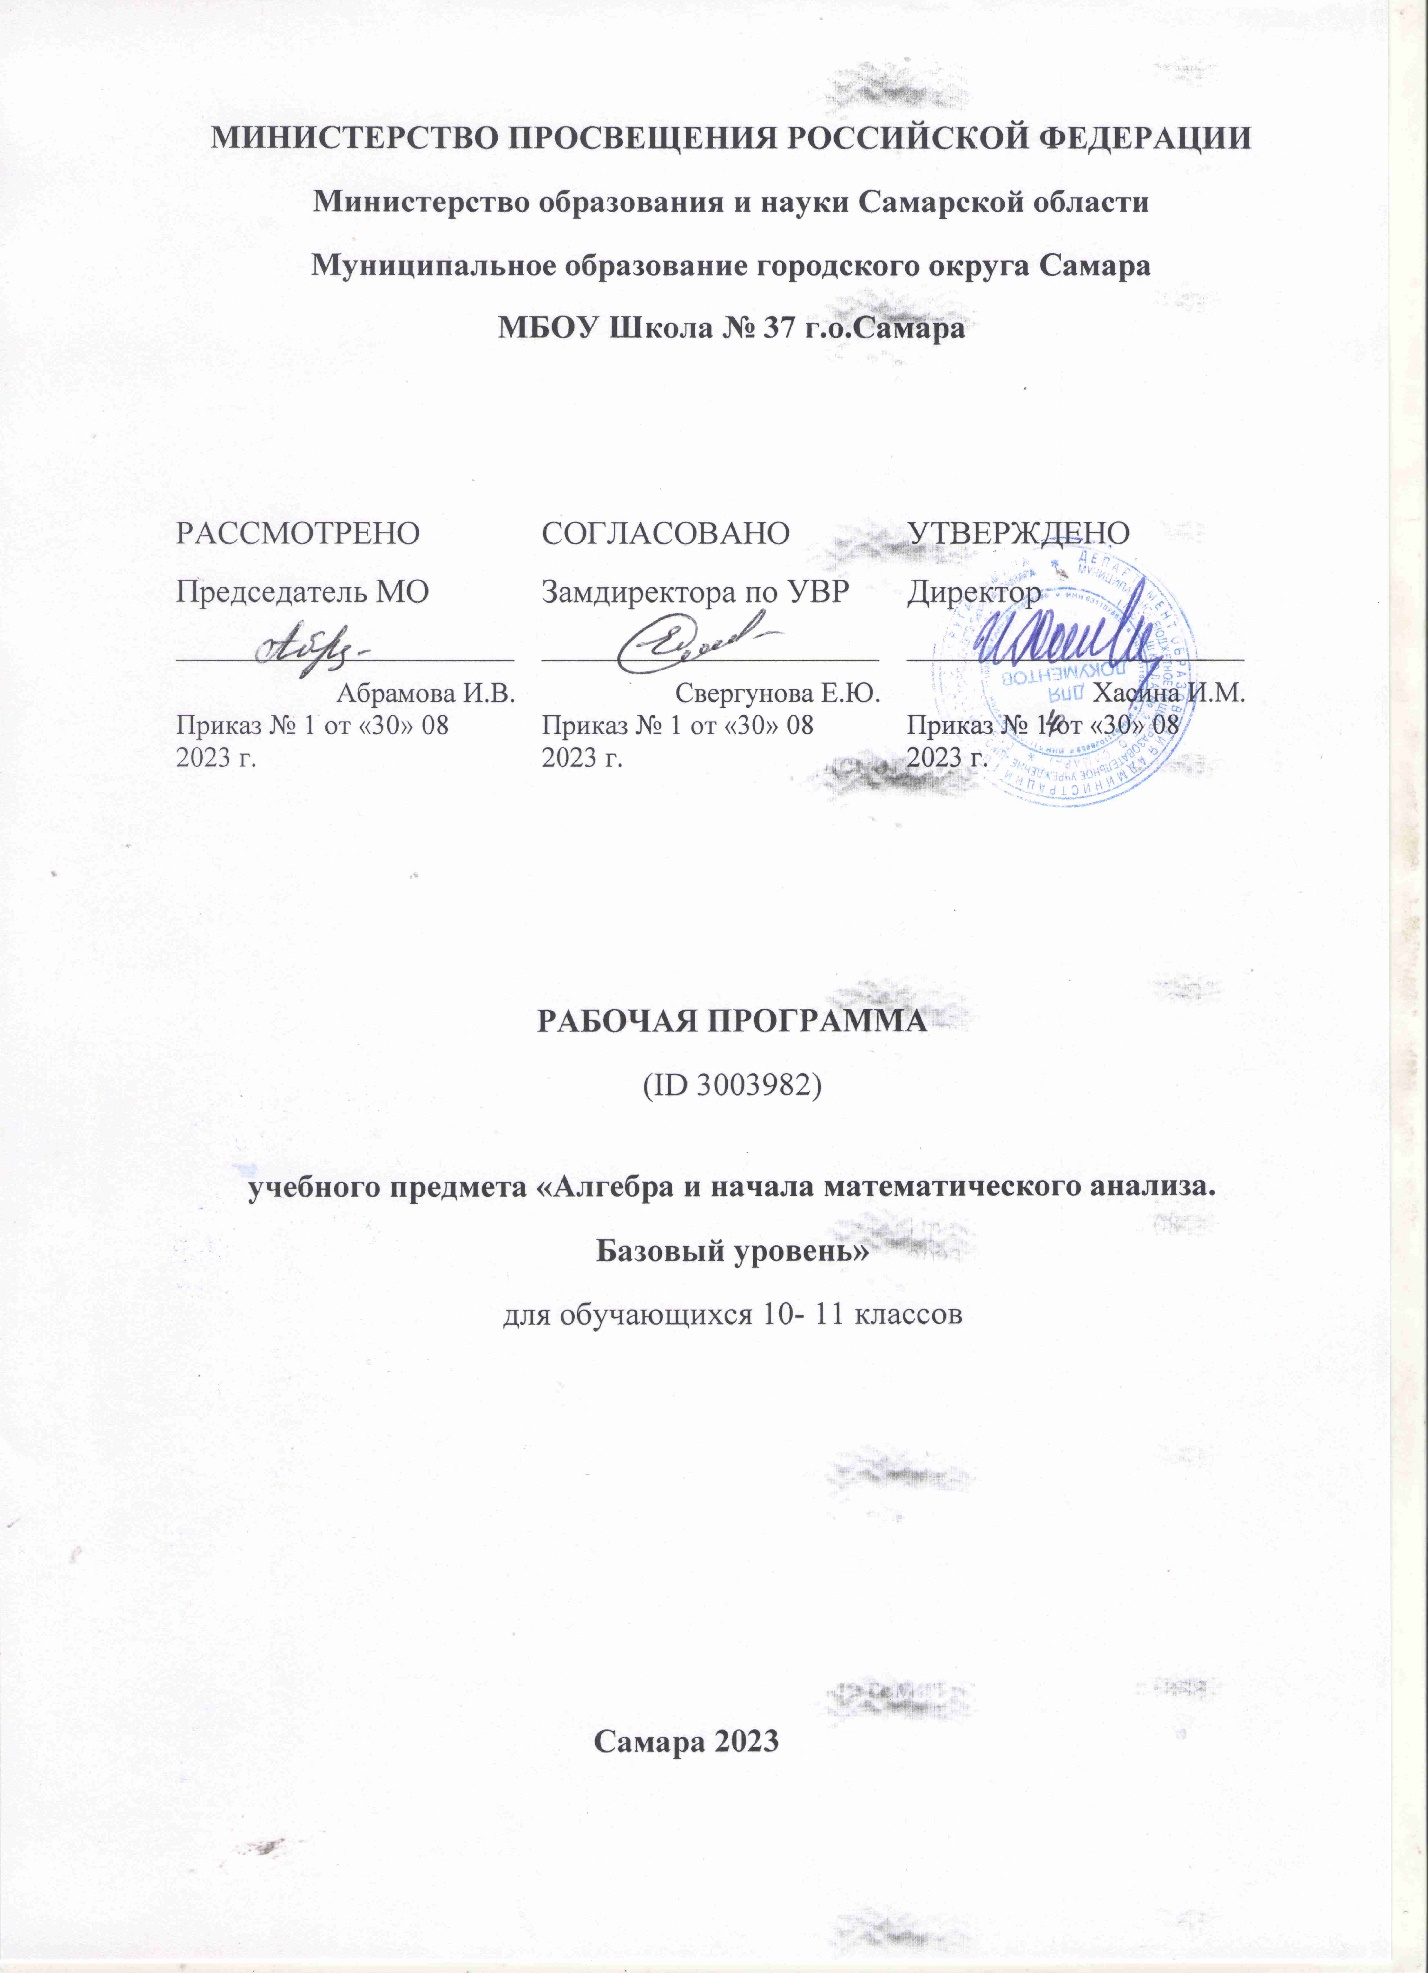 МИНИСТЕРСТВО ПРОСВЕЩЕНИЯ РОССИЙСКОЙ ФЕДЕРАЦИИ
Министерство образования и науки Самарской области
Муниципальное образование городского округа Самара
МБОУ Школа № 37 г.о.Самара
РАССМОТРЕНО
Председатель МО
Абрамова И.В.
Приказ № 1 от «30» 08
2023 г.
СОГЛАСОВАНО
Замдиректора по УВР
Свергунова Е.Ю.
Приказ № 1 от «30» 08
2023 г.
УТВЕРЖДЕНО
Директор
Хасина И.М.
Приказ № от «30» 08
2023 г.
ДЛЯ
ДОКУМЕНТОВ
РАБОЧАЯ ПРОГРАММА
(ID 3003982)
учебного предмета «Алгебра и начала математического анализа.
Базовый уровень»
для обучающихся 10- 11 классов
Самара 2023